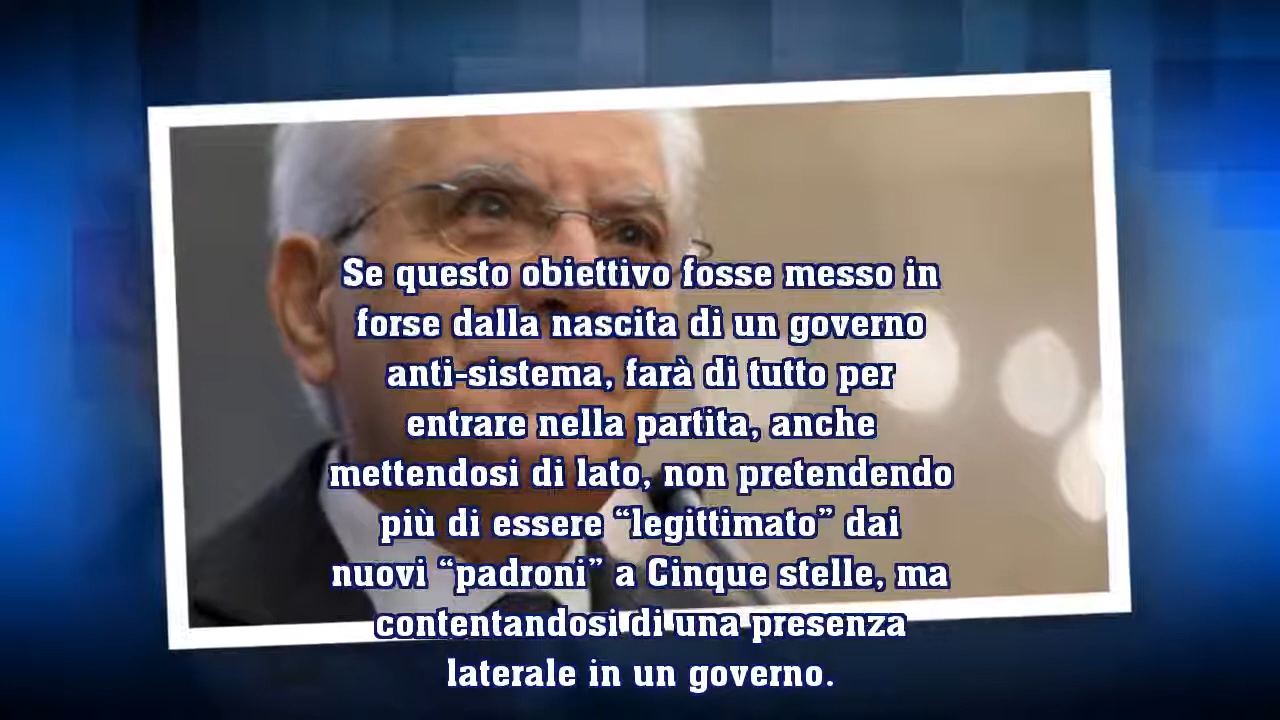 Se questo obiettivo fosse messo in
forse dalla nascita di un governo
anti-sistema, farà di tutto per
entrare nella partita, anche
mettendosi di lato, non pretendendo
più di essere “legittimato” dai
nuovi “padroni” a Cinque stelle, ma
contentandosi di una presenza
laterale in un governo.